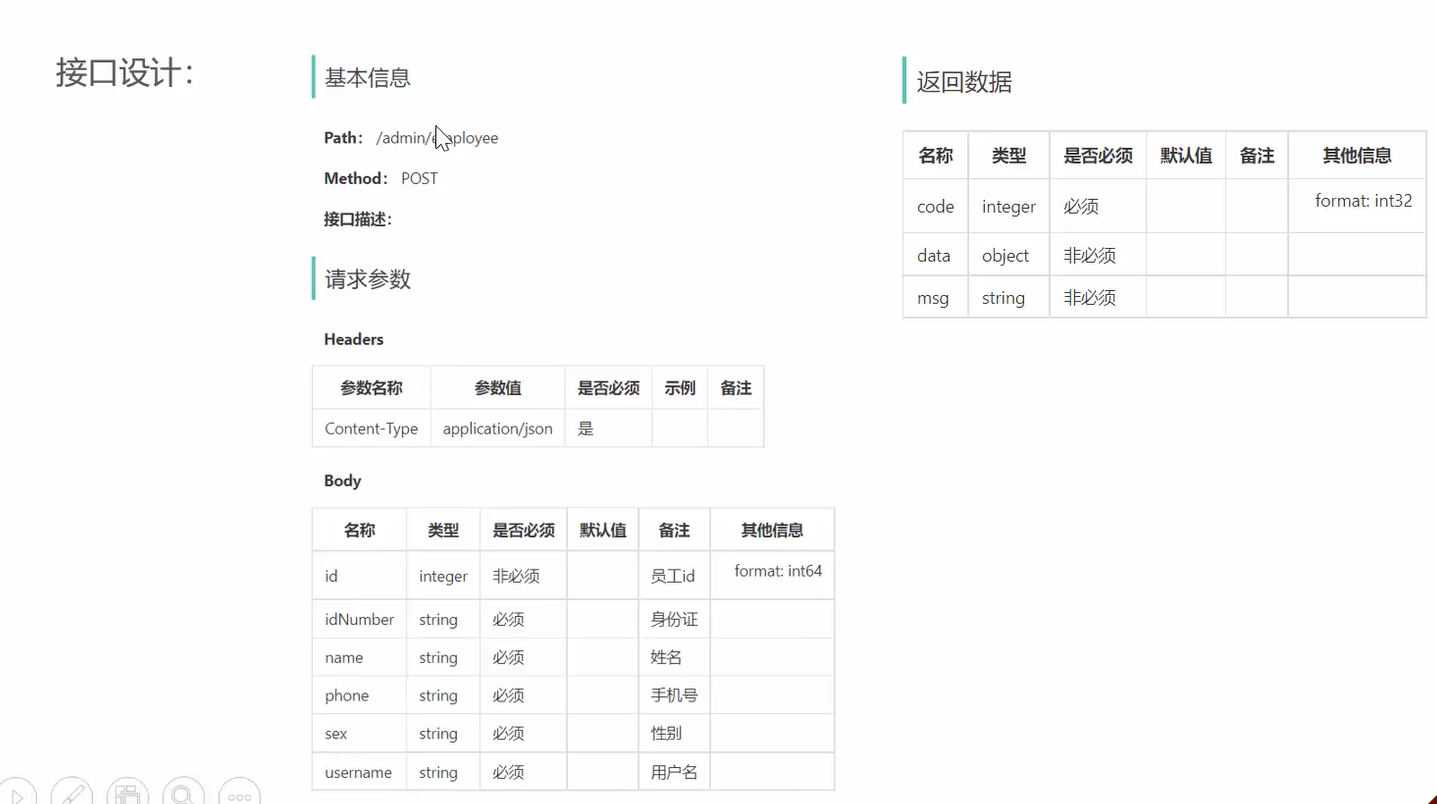 接口设计：
基本信息
Path： /admin/employee
Method： POST
接口描述：
请求参数
Headers
参数名称 参数值 是否必须 示例 备注
Content-Type application/json 是
Body
名称 类型 是否必须 默认值 备注 其他信息
id integer 非必须 员工id format: int64
idNumber string 必须 身份证
name string 必须 姓名
phone string 必须 手机号
sex string 必须 性别
username string 必须 用户名
返回数据
名称 类型 是否必须 默认值 备注 其他信息
code integer 必须 format: int32
data object 非必须
msg string 非必须